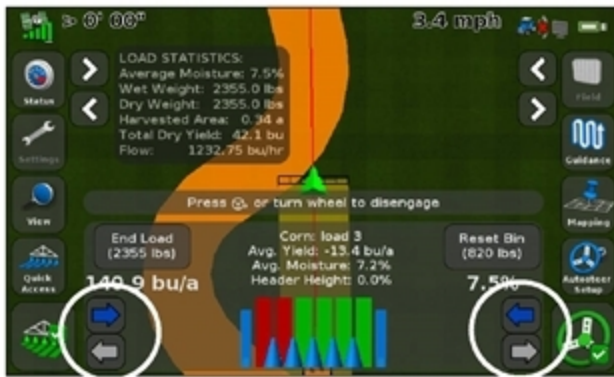 0' 00"
3.4 mph
LOAD STATISTICS:
Average Moisture: 7.5%
Wet Weight: 2355.0 lbs
Dry Weight: 2355.0 lbs
Harvested Area: 0.34 a
Total Dry Yield: 42.1 bu
Flow: 1232.75 bu/hr
Status
Settings
View
Quick
Access
Field
Guidance
Mapping
Autosteer
Setup
Press or turn wheel to disengage
End Load
(2355 lbs)
Corn: load 3
Avg. Yield: -13.4 bu/a
Avg. Moisture: 7.2%
Header Height: 0.0%
Reset Bin
(820 lbs)
140.9 bu/a
7.5%